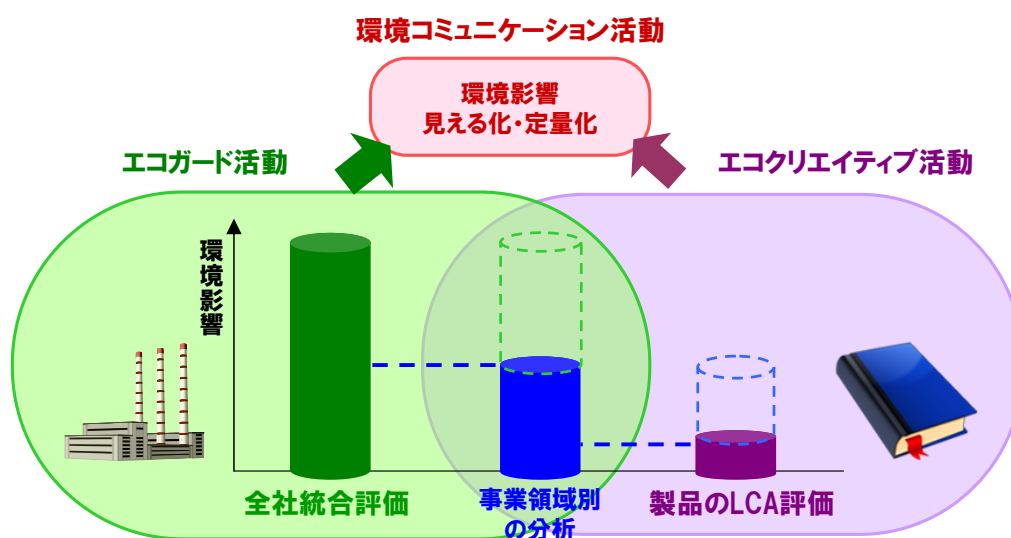 環境コミュニケーション活動
環境影響
見える化・定量化
エコガード活動
エコクリエイティブ活動
環境影響
全社統合評価
事業領域別
の分析
製品のLCA評価